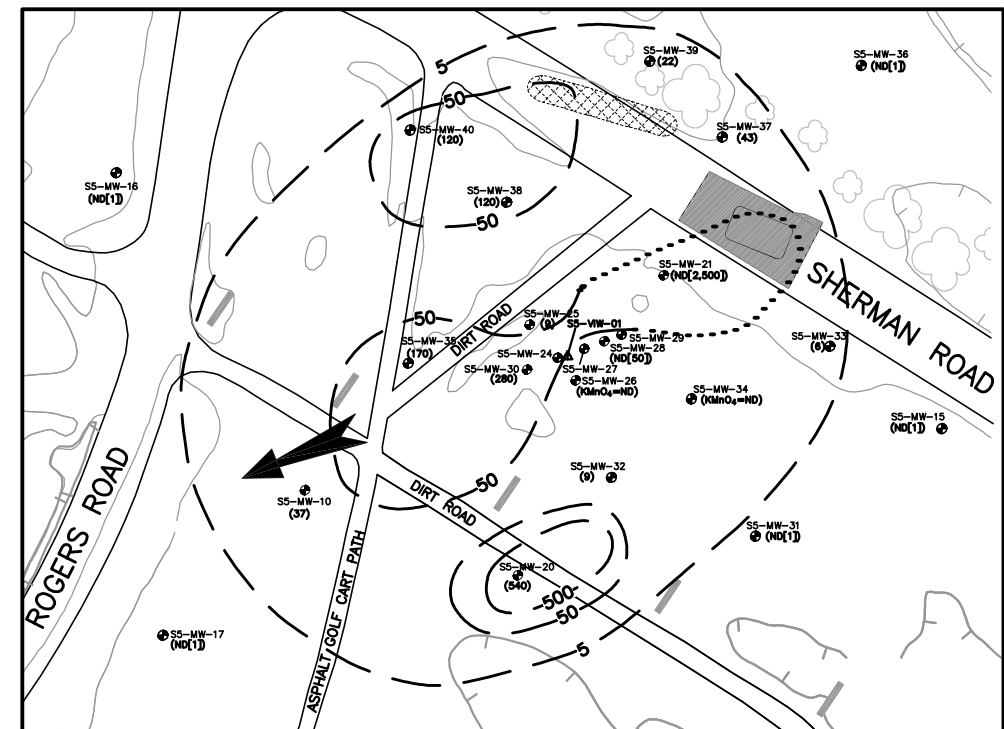 S5-MW-39
(22)
S5-MW-36
(ND[1])
5
50
S5-MW-40
(120)
S5-MW-37
(43)
S5-MW-16
(ND[1])
S5-MW-38
(120)
50
S5-MW-21
(ND[2,500])
SHERMAN ROAD
50
DIRT ROAD
S5-MW-25
(9)
S5-VIW-01
S5-MW-35
(170)
S5-MW-29
S5-MW-28
(ND[50])
S5-MW-33
(6)
S5-MW-24
S5-MW-30
(280)
S5-MW-27
S5-MW-26
(KMnO₄=ND)
S5-MW-34
(KMnO₄=ND)
S5-MW-15
(ND[1])
S5-MW-32
(9)
50
S5-MW-10
(37)
DIRT ROAD
ROGERS ROAD
S5-MW-31
(ND[1])
S5-MW-20
(540)
500
50
5
S5-MW-17
(ND[1])
ASPHALT GOLF CART PATH